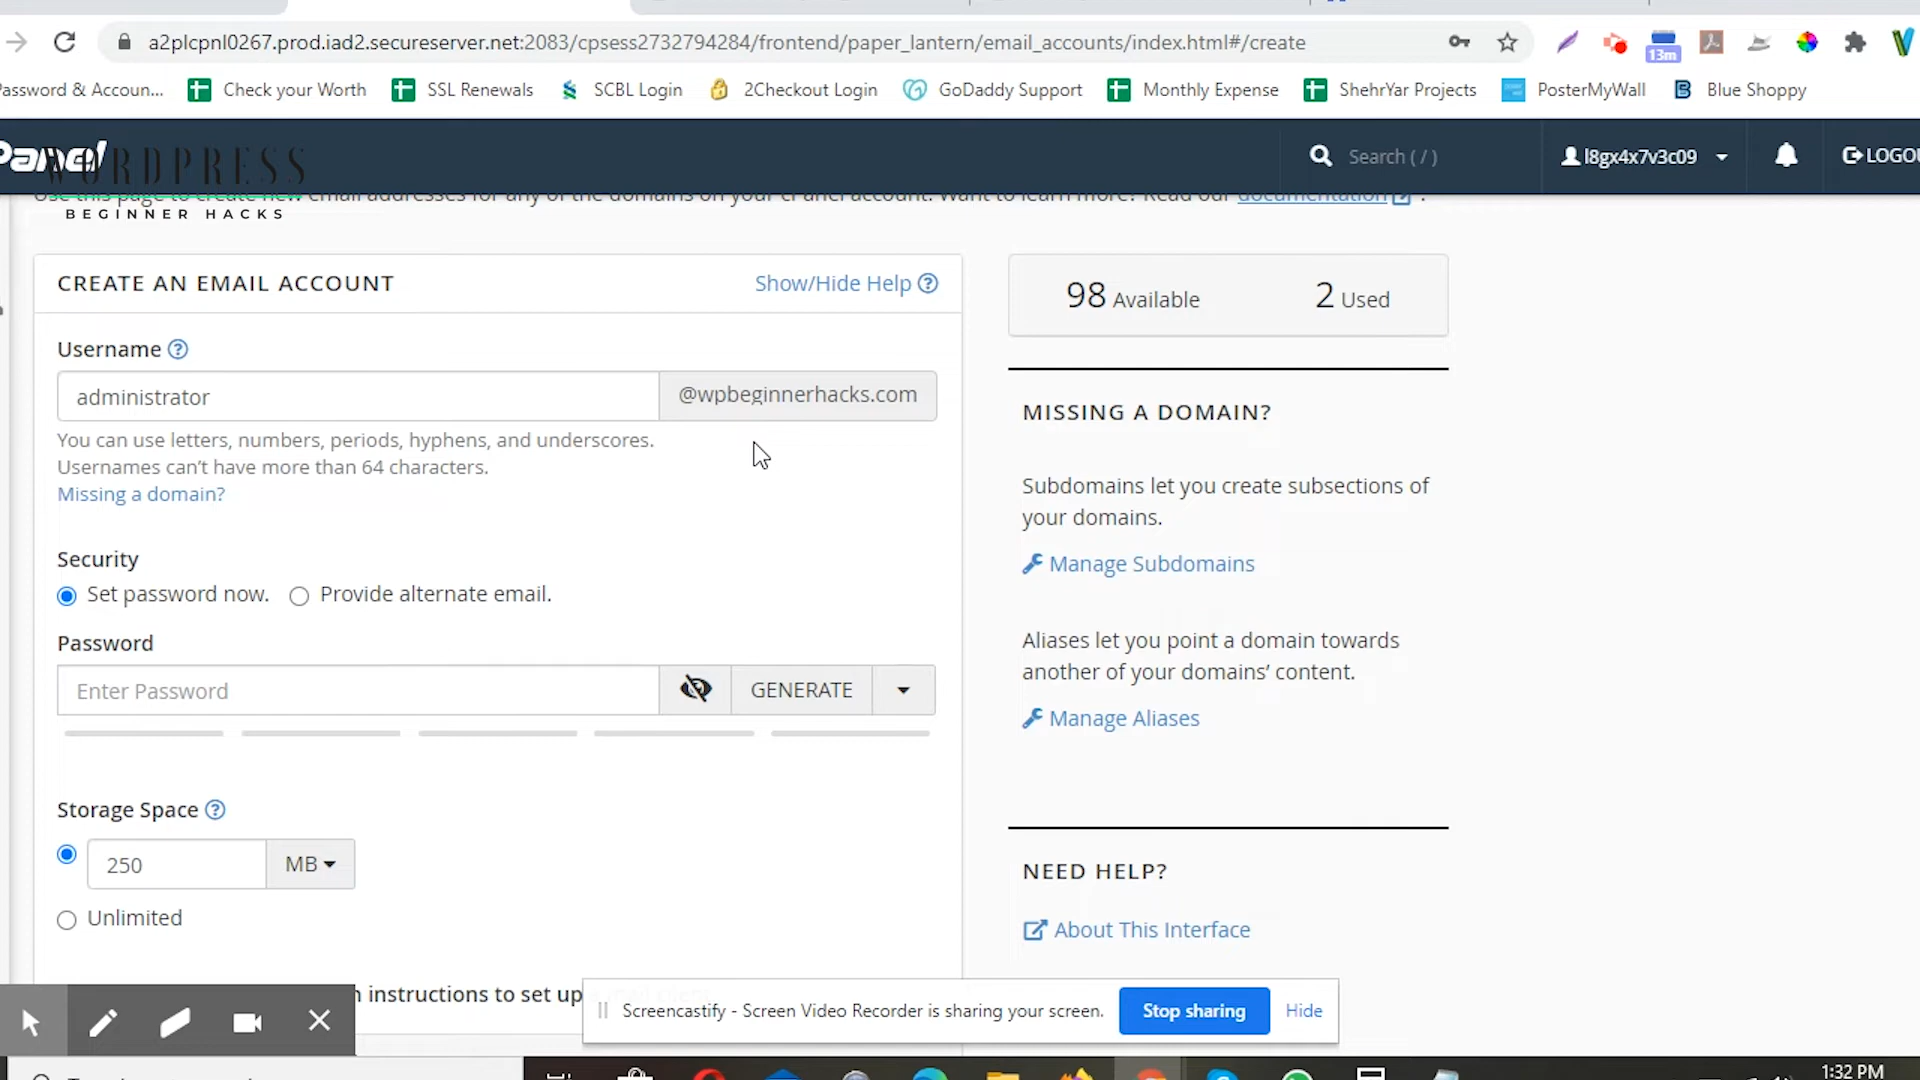 a2plcpnl0267.prod.iad2.secureserver.net:2083/cpsess2732794284/frontend/paper_lantern/email_accounts/index.html#/create
13m
Password & Accoun... Check your Worth SSL Renewals SCBL Login 2Checkout Login GoDaddy Support Monthly Expense ShehrYar Projects PosterMyWall Blue Shoppy
Panel
WORDPRESS
BEGINNER HACKS
Search ( / )
l8gx4x7v3c09
LOGOU
Use this page to create new email addresses for any of the domains on your cPanel account. Want to learn more? Read our documentation .
CREATE AN EMAIL ACCOUNT
Show/Hide Help
Username
administrator
@wpbeginnerhacks.com
You can use letters, numbers, periods, hyphens, and underscores.
Usernames can’t have more than 64 characters.
Missing a domain?
Security
Set password now. Provide alternate email.
Password
Enter Password
GENERATE
Storage Space
250
MB
Unlimited
instructions to set up
98 Available
2 Used
MISSING A DOMAIN?
Subdomains let you create subsections of
your domains.
Manage Subdomains
Aliases let you point a domain towards
another of your domains’ content.
Manage Aliases
NEED HELP?
About This Interface
Screencastify - Screen Video Recorder is sharing your screen.
Stop sharing
Hide
1:32 PM